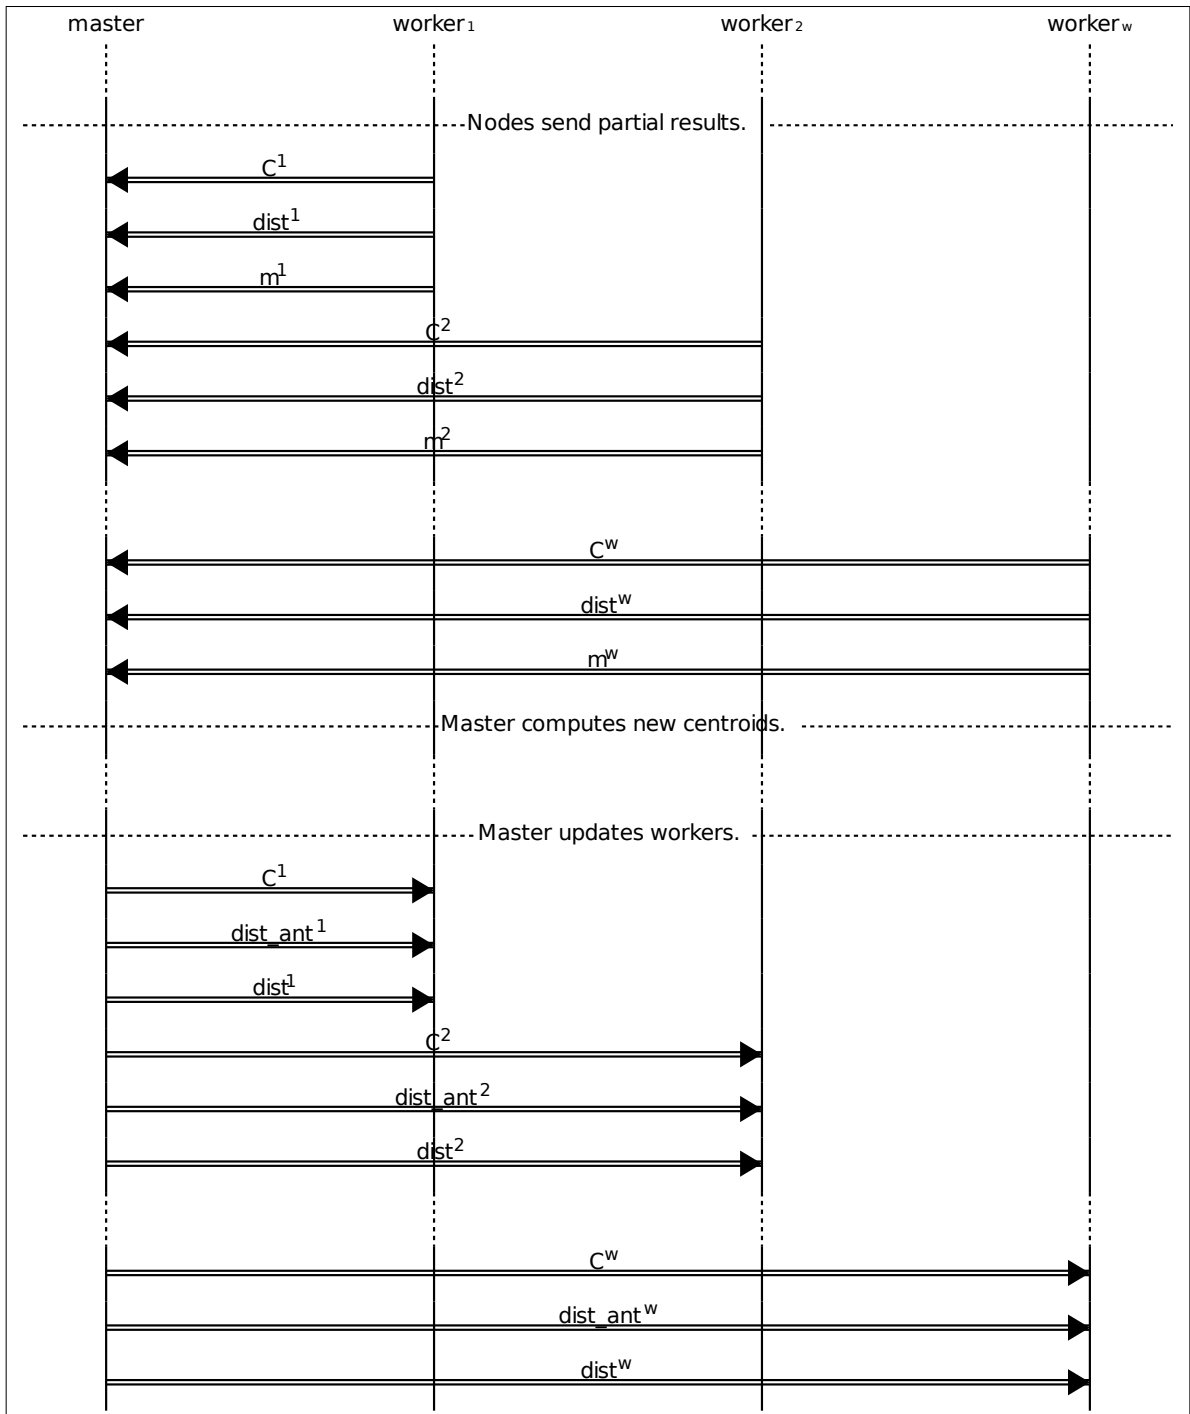 master worker₁ worker₂ worker𝗐
Nodes send partial results.
C¹
dist¹
m¹
C²
dist²
m²
Cʷ
distʷ
mʷ
Master computes new centroids.
Master updates workers.
C¹
dist_ant¹
dist¹
C²
dist_ant²
dist²
Cʷ
dist_antʷ
distʷ